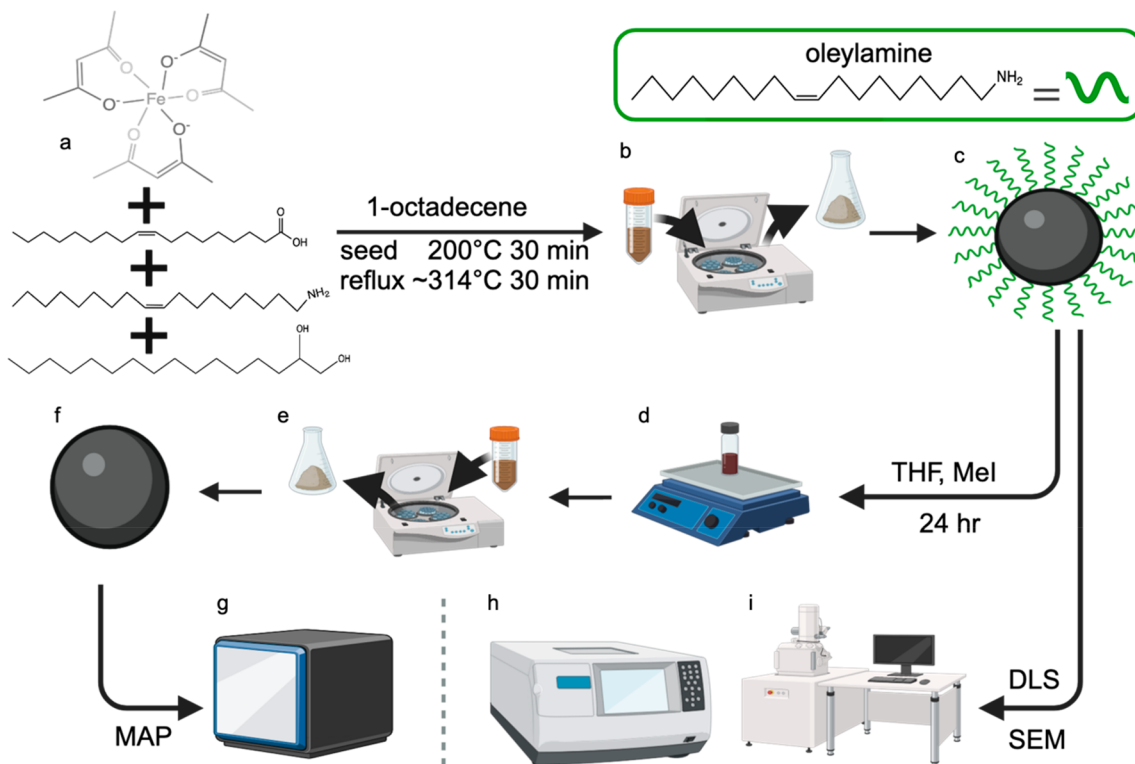 oleylamine
NH2
=
O
O-
O-
Fe
O
O-
O
a
b
c
+
O
OH
+
NH2
+
OH
OH
1-octadecene
seed 200°C 30 min
reflux ~314°C 30 min
f
e
d
THF, MeI
24 hr
g
h
i
MAP
DLS
SEM